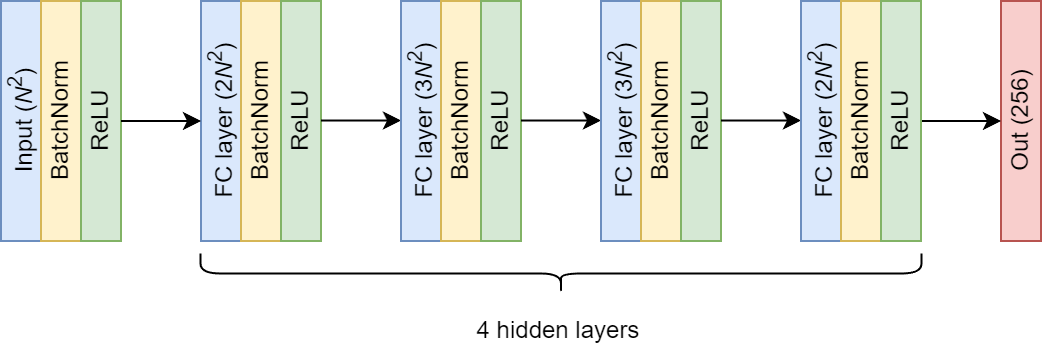 Input (N²)
BatchNorm
ReLU
FC layer (2N²)
BatchNorm
ReLU
FC layer (3N²)
BatchNorm
ReLU
FC layer (3N²)
BatchNorm
ReLU
FC layer (2N²)
BatchNorm
ReLU
Out (256)
4 hidden layers